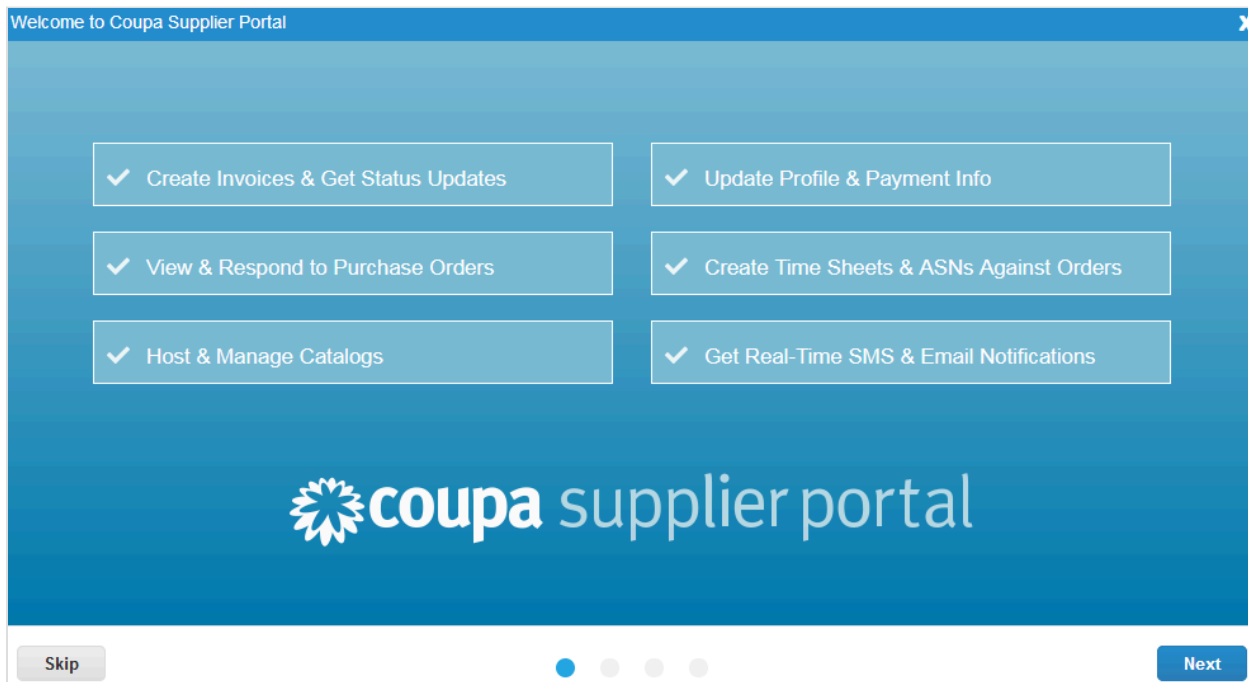 Welcome to Coupa Supplier Portal X
Create Invoices & Get Status Updates
Update Profile & Payment Info
View & Respond to Purchase Orders
Create Time Sheets & ASNs Against Orders
Host & Manage Catalogs
Get Real-Time SMS & Email Notifications
coupa supplier portal
Skip
Next